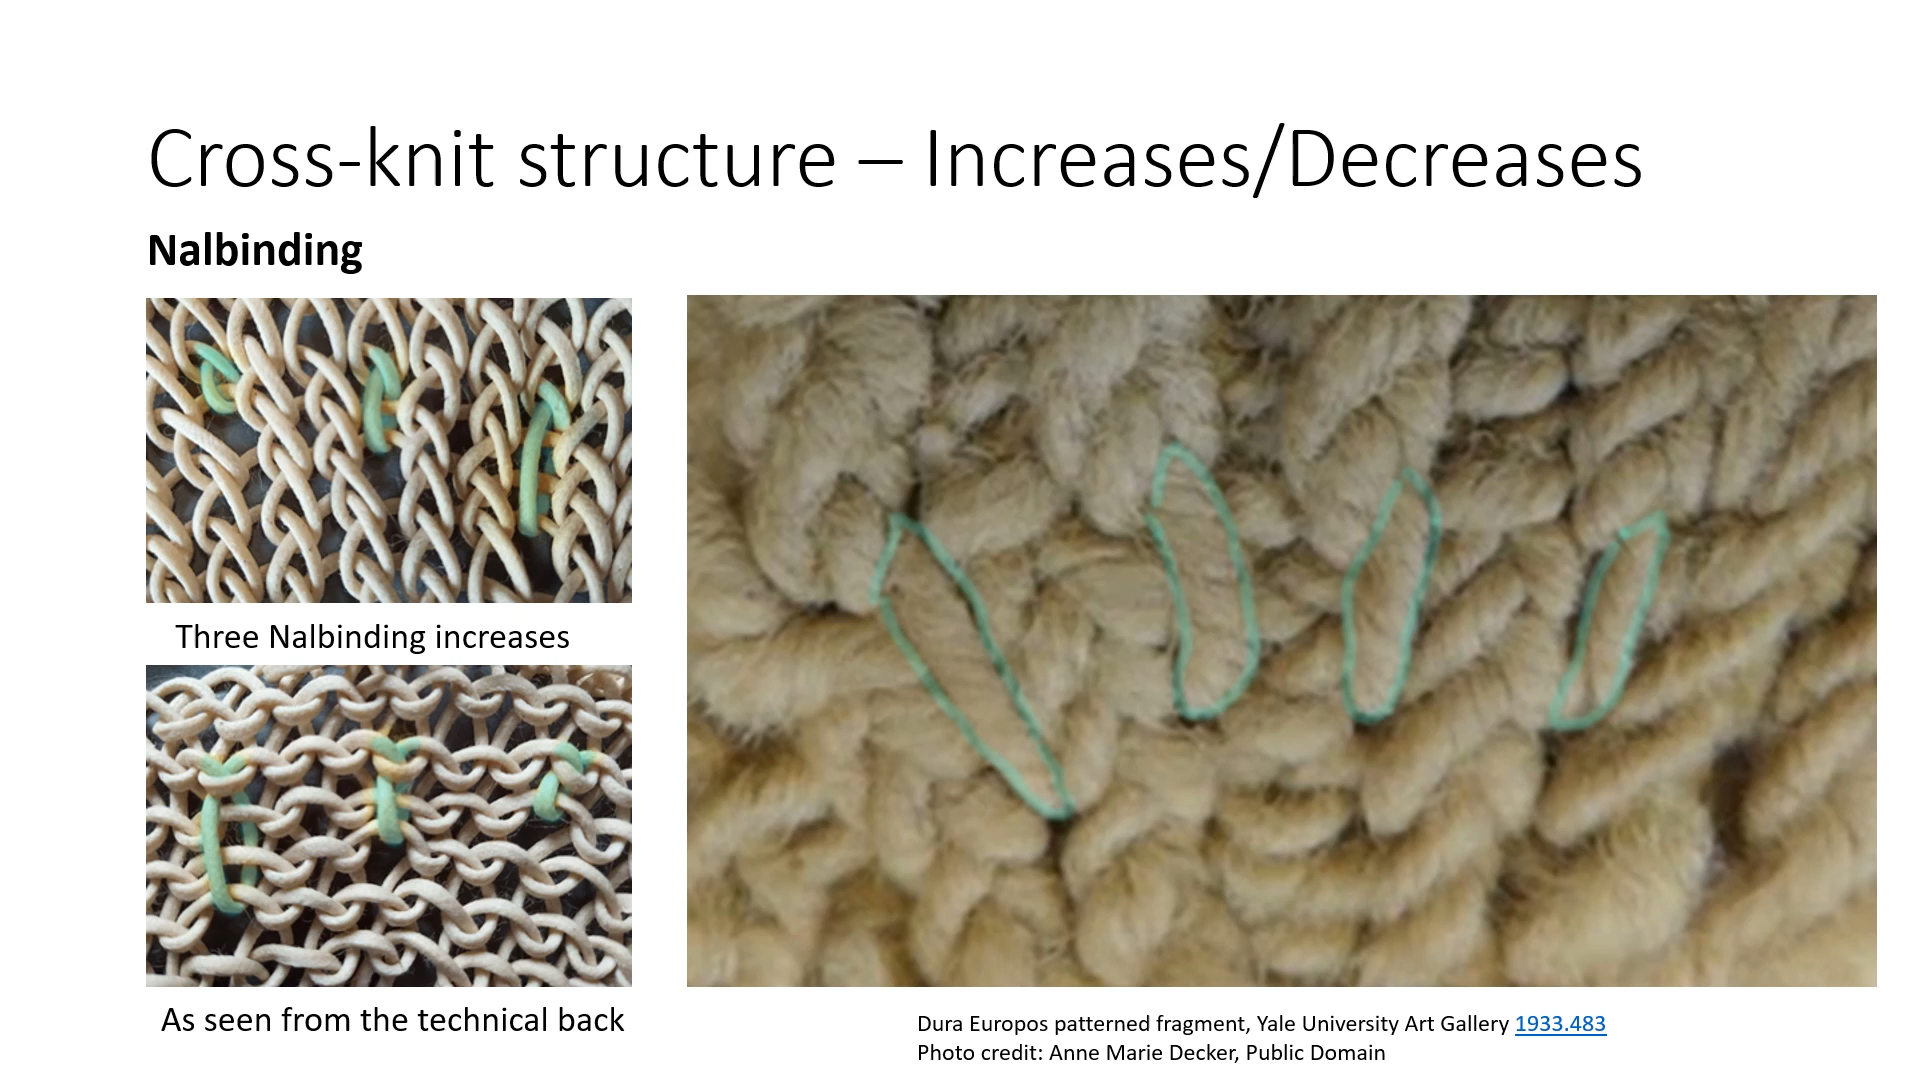 Cross-knit structure – Increases/Decreases
Nalbinding
Three Nalbinding increases
As seen from the technical back
Dura Europos patterned fragment, Yale University Art Gallery 1933.483
Photo credit: Anne Marie Decker, Public Domain